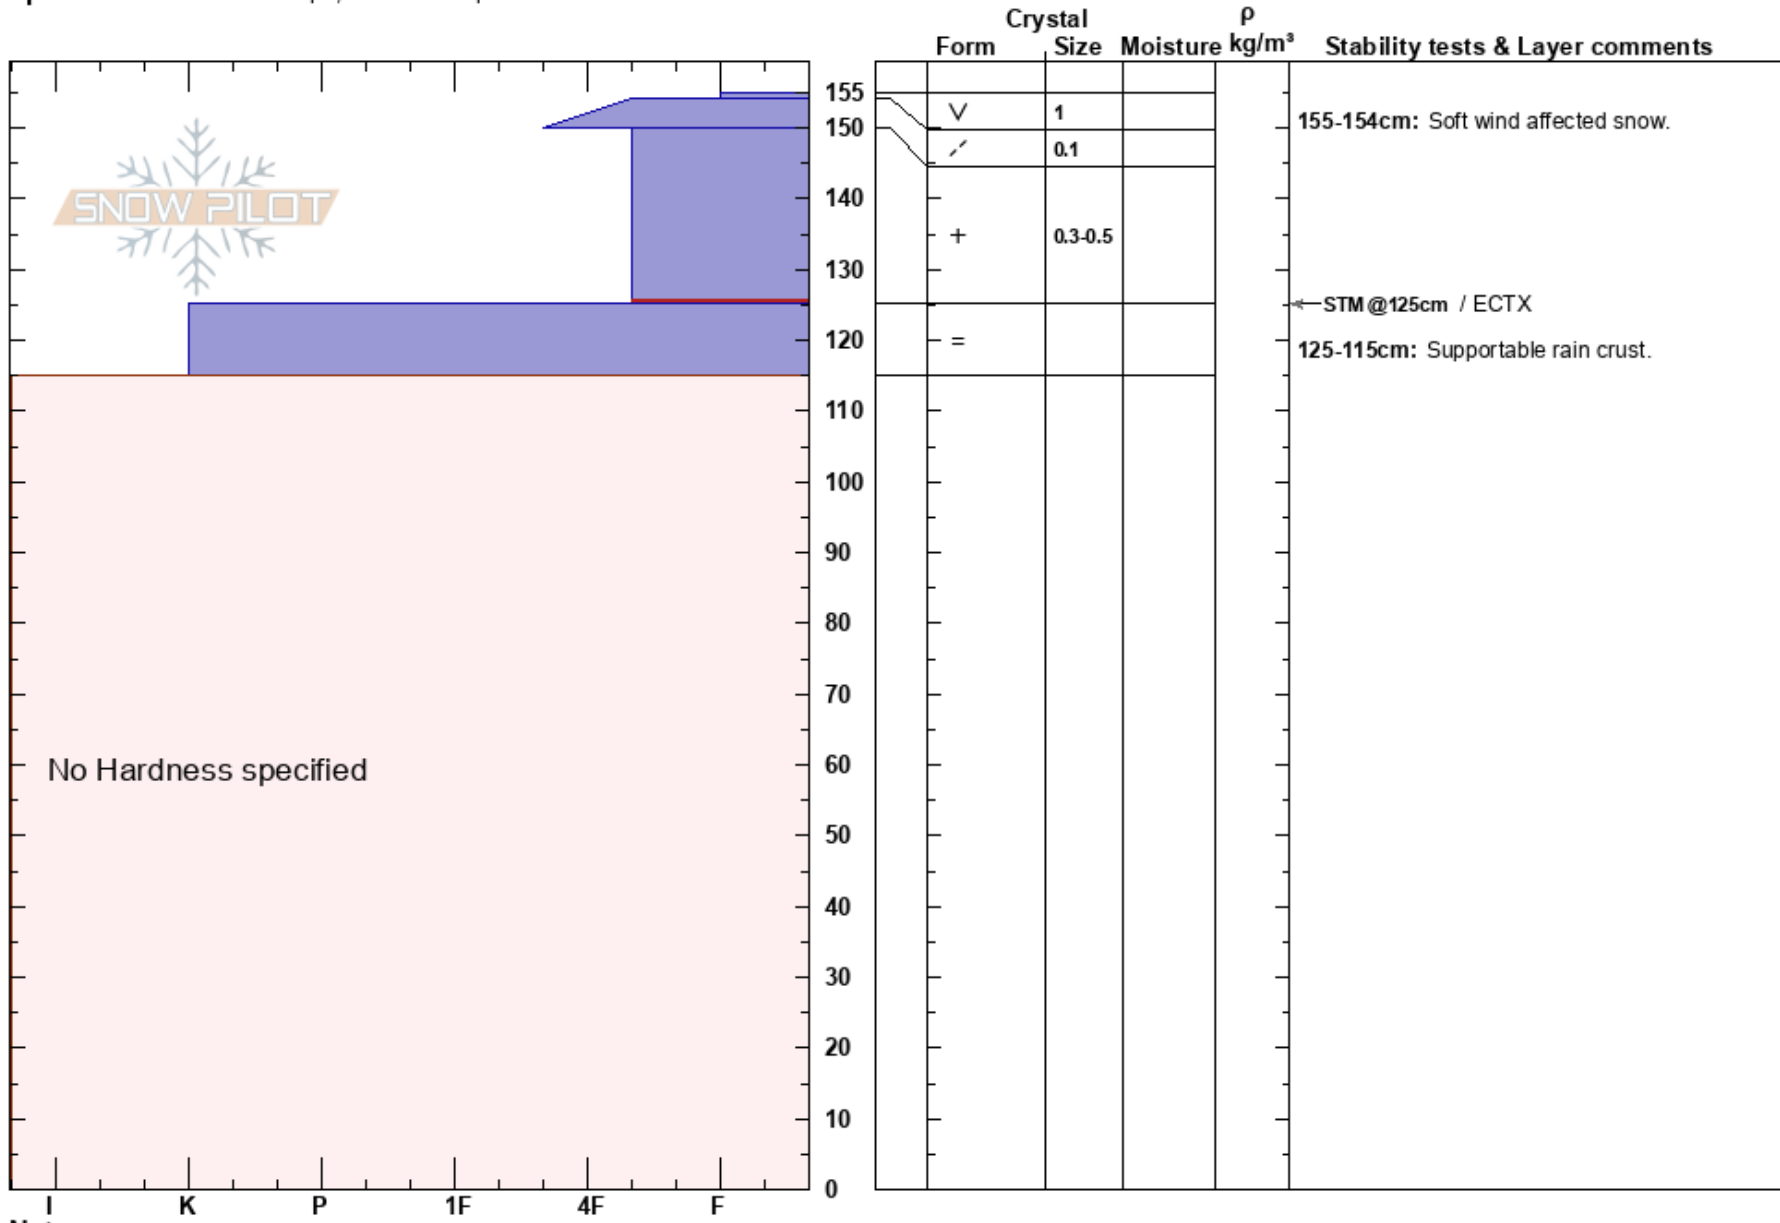 Crystal ρ
Form Size Moisture kg/m³ Stability tests & Layer comments
155
V 1
155-154cm: Soft wind affected snow.
150
0.1
SNOW PILOT
140
+ 0.3-0.5
130
STM@125cm / ECTX
120
=
125-115cm: Supportable rain crust.
110
100
90
80
70
No Hardness specified
60
50
40
30
20
10
0
I K P 1F 4F F